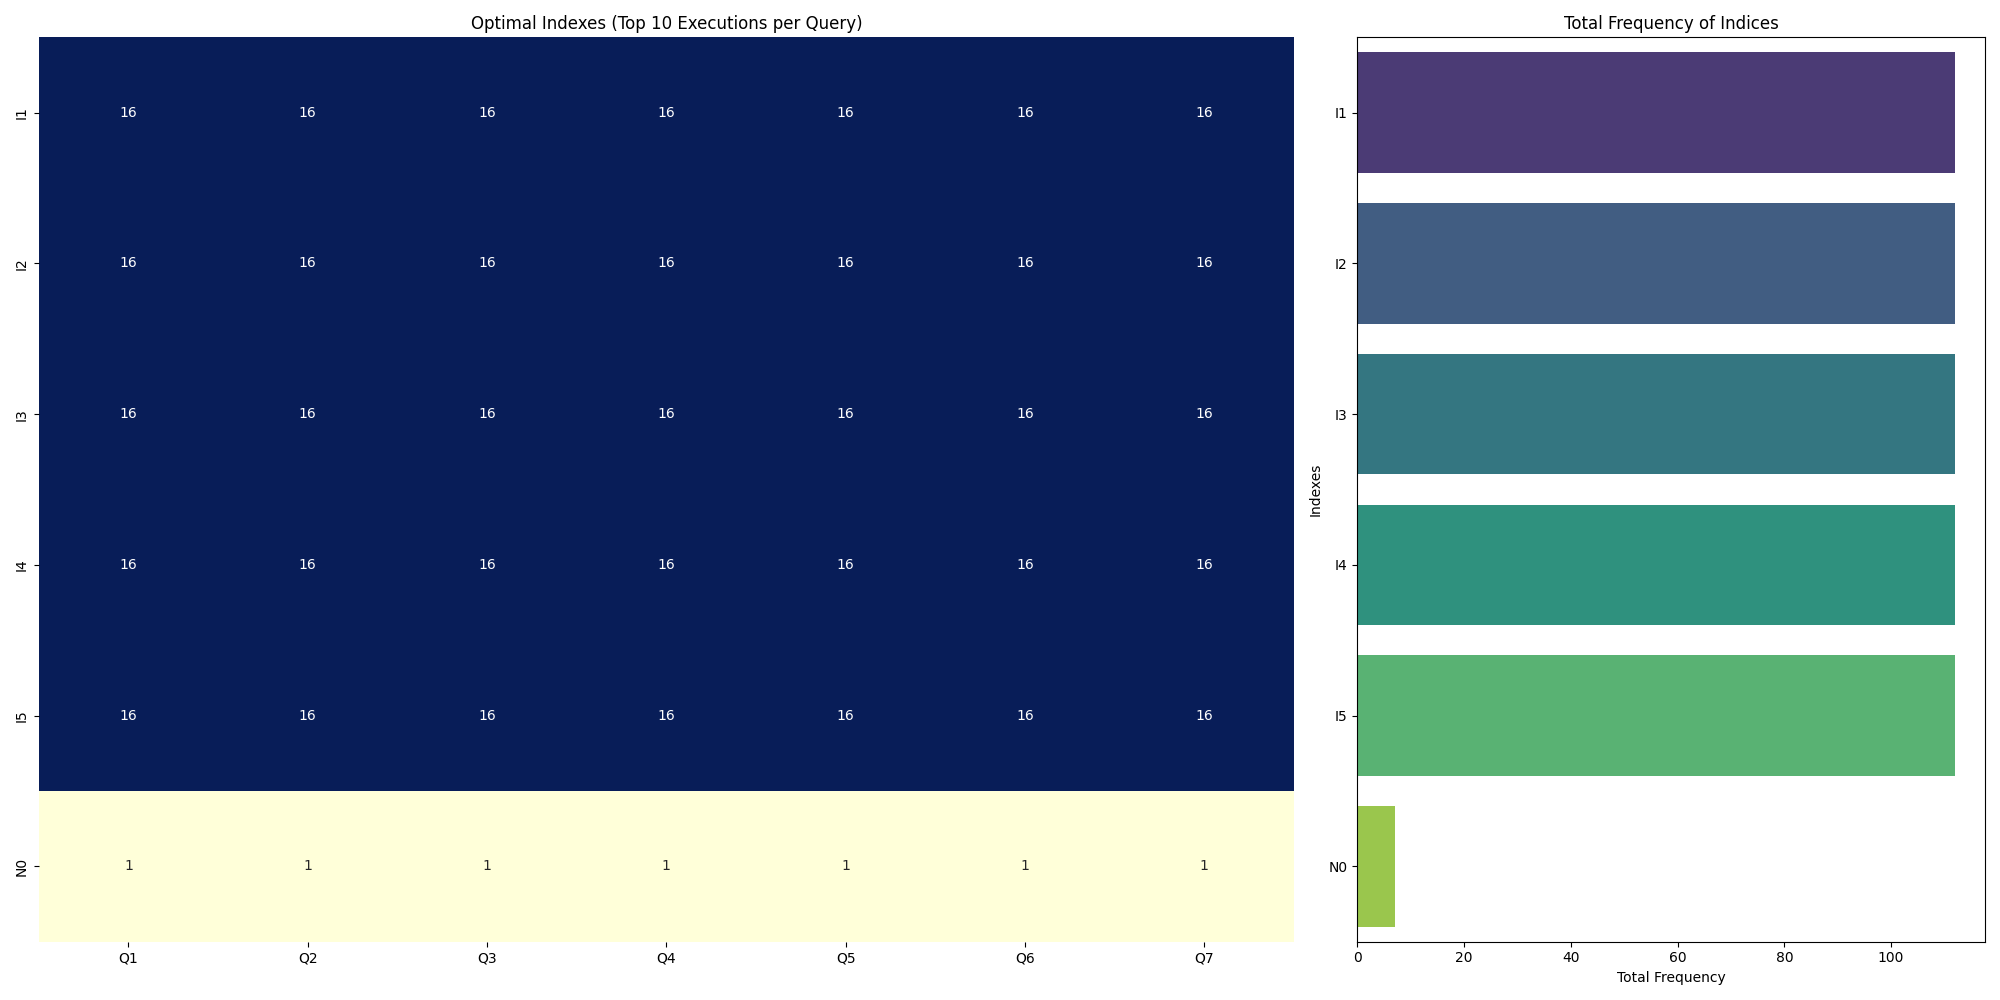 Optimal Indexes (Top 10 Executions per Query)
I1 16 16 16 16 16 16 16
I2 16 16 16 16 16 16 16
I3 16 16 16 16 16 16 16
I4 16 16 16 16 16 16 16
I5 16 16 16 16 16 16 16
N0 1 1 1 1 1 1 1
Q1 Q2 Q3 Q4 Q5 Q6 Q7
Total Frequency of Indices
Indexes
I1
I2
I3
I4
I5
N0
0 20 40 60 80 100
Total Frequency